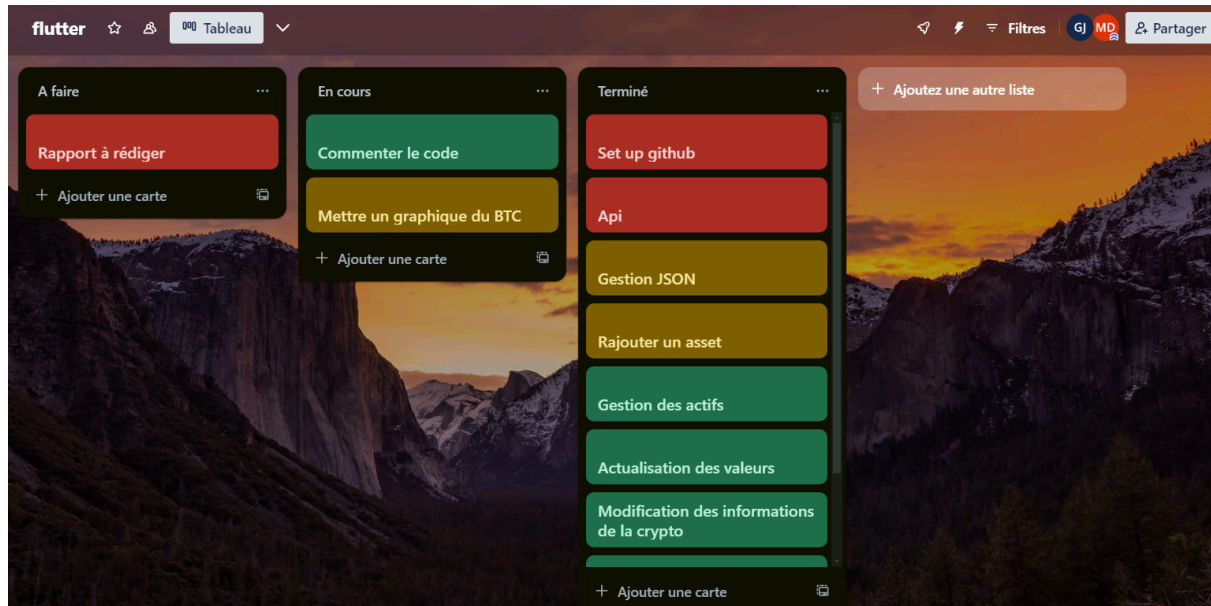 flutter
Tableau
Filtres
GJ
MD
Partager
A faire
Rapport à rédiger
Ajouter une carte
En cours
Commenter le code
Mettre un graphique du BTC
Ajouter une carte
Terminé
Set up github
Api
Gestion JSON
Rajouter un asset
Gestion des actifs
Actualisation des valeurs
Modification des informations
de la crypto
Ajouter une carte
Ajoutez une autre liste